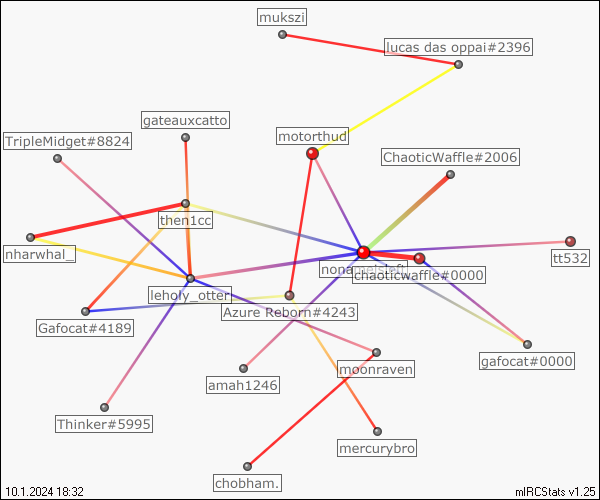 mukszi
lucas das oppai#2396
gateauxcatto
motorthud
TripleMidget#8824
ChaoticWaffle#2006
then1cc
nharwhal_
tt532
chaoticwaffle#0000
leholy_otter
Azure Reborn#4243
Gafocat#4189
gafocat#0000
moonraven
amah1246
Thinker#5995
mercurybro
chobham.
10.1.2024 18:32
mIRCStats v1.25